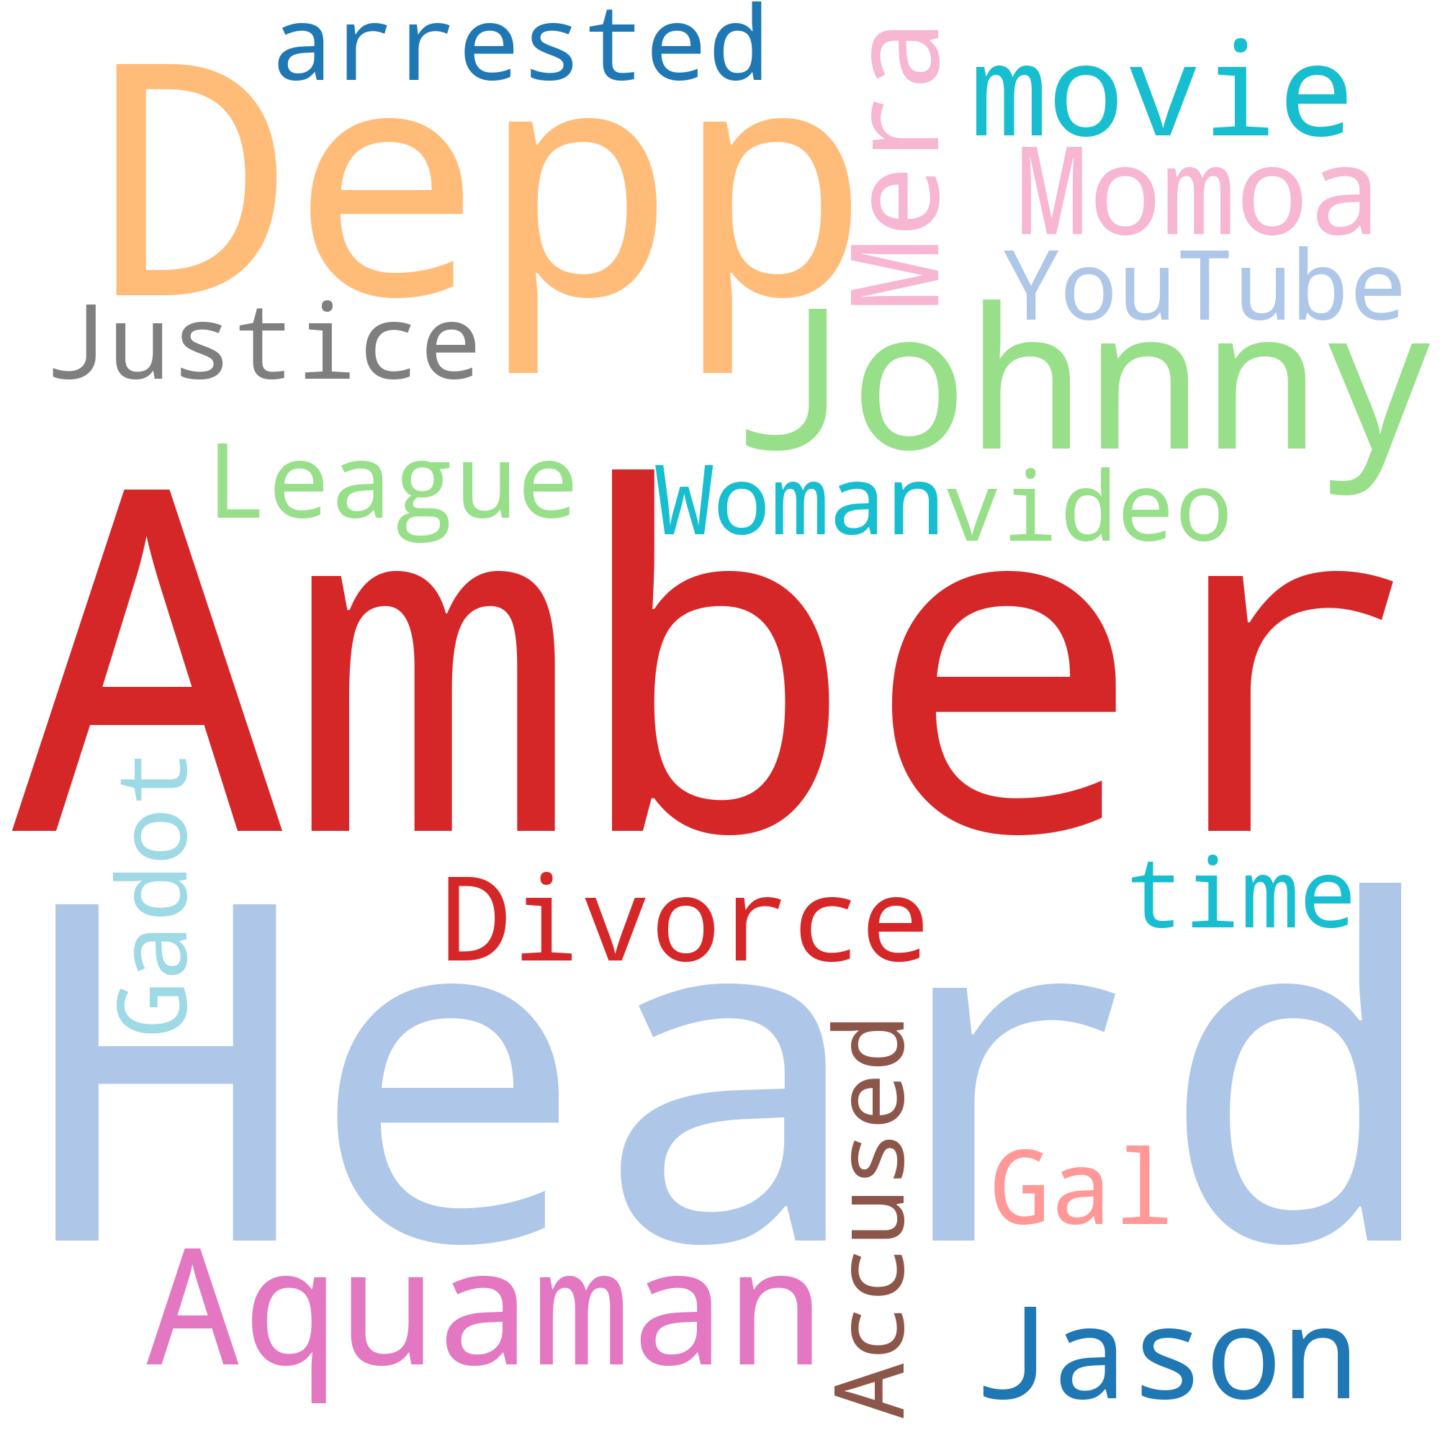 arrested
Depp
Mera
movie
Momoa
YouTube
Justice
Johnny
League
Woman
video
Amber
Gadot
Divorce
time
Heard
Accused
Gal
Aquaman
Jason